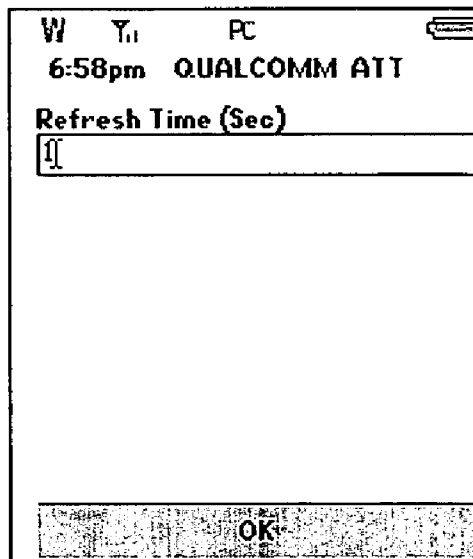 W PC
6:58pm QUALCOMM ATT
Refresh Time (Sec)
1
OK